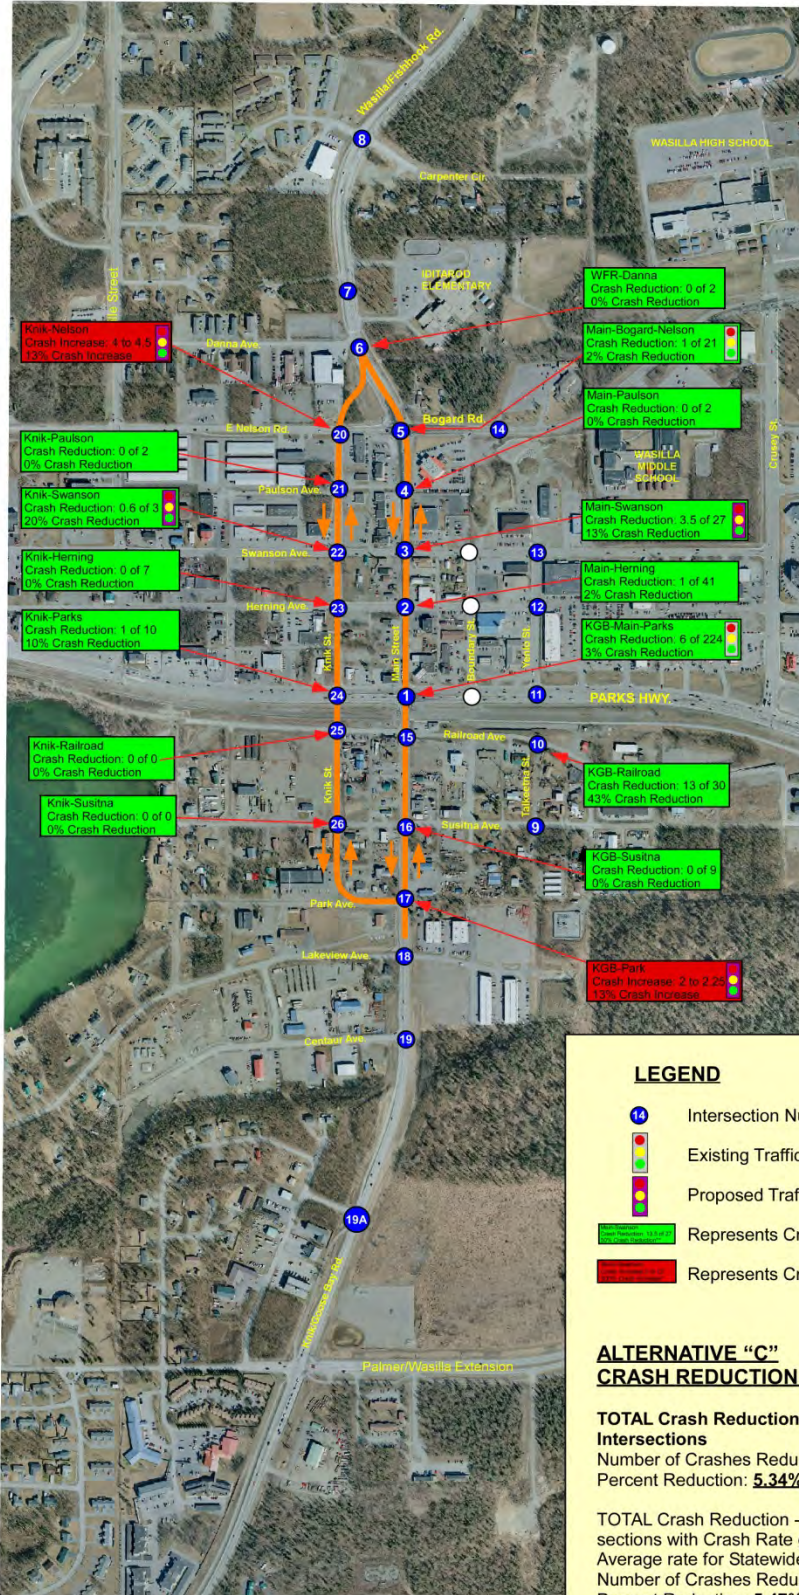 Wasilla/Fishhook Rd.
8
WASILLA HIGH SCHOOL
Carpenter Cir.
IDITAROD
ELEMENTARY
7
WFR-Danna
Crash Reduction: 0 of 2
0% Crash Reduction
Knik-Nelson
Crash Increase: 4 to 4.5
13% Crash Increase
Danna Ave.
6
Main-Bogard-Nelson
Crash Reduction: 1 of 21
2% Crash Reduction
Main-Paulson
Crash Reduction: 0 of 2
0% Crash Reduction
E Nelson Rd.
20
5
Bogard Rd.
14
Crusey St.
Knik-Paulson
Crash Reduction: 0 of 2
0% Crash Reduction
WASILLA
MIDDLE
SCHOOL
Paulson Ave.
21
4
Knik-Swanson
Crash Reduction: 0.6 of 3
20% Crash Reduction
Main-Swanson
Crash Reduction: 3.5 of 27
13% Crash Reduction
Swanson Ave.
22
3
13
Knik-Herning
Crash Reduction: 0 of 7
0% Crash Reduction
Main-Herning
Crash Reduction: 1 of 41
2% Crash Reduction
Herning Ave.
23
2
12
Knik-Parks
Crash Reduction: 1 of 10
10% Crash Reduction
KGB-Main-Parks
Crash Reduction: 6 of 224
3% Crash Reduction
Knik St.
Main Street
Boundary St.
Yenlo St.
24
1
11
PARKS HWY.
25
15
Railroad Ave
10
Knik-Railroad
Crash Reduction: 0 of 0
0% Crash Reduction
KGB-Railroad
Crash Reduction: 13 of 30
43% Crash Reduction
Knik St.
Talkeetna St.
Knik-Susitna
Crash Reduction: 0 of 0
0% Crash Reduction
26
16
Susitna Ave.
9
KGB-Susitna
Crash Reduction: 0 of 9
0% Crash Reduction
Park Ave.
17
Lakeview Ave
18
KGB-Park
Crash Increase: 2 to 2.25
13% Crash Increase
Centaur Ave.
19
19A
Knik/Goose Bay Rd.
Palmer/Wasilla Extension
LEGEND
14 Intersection Nu
Existing Traffic
Proposed Traf
Represents Cr
Represents Cr
ALTERNATIVE “C”
CRASH REDUCTION
TOTAL Crash Reduction
Intersections
Number of Crashes Redu
Percent Reduction: 5.34%
TOTAL Crash Reduction -
sections with Crash Rate
Average rate for Statewide
Number of Crashes Redu